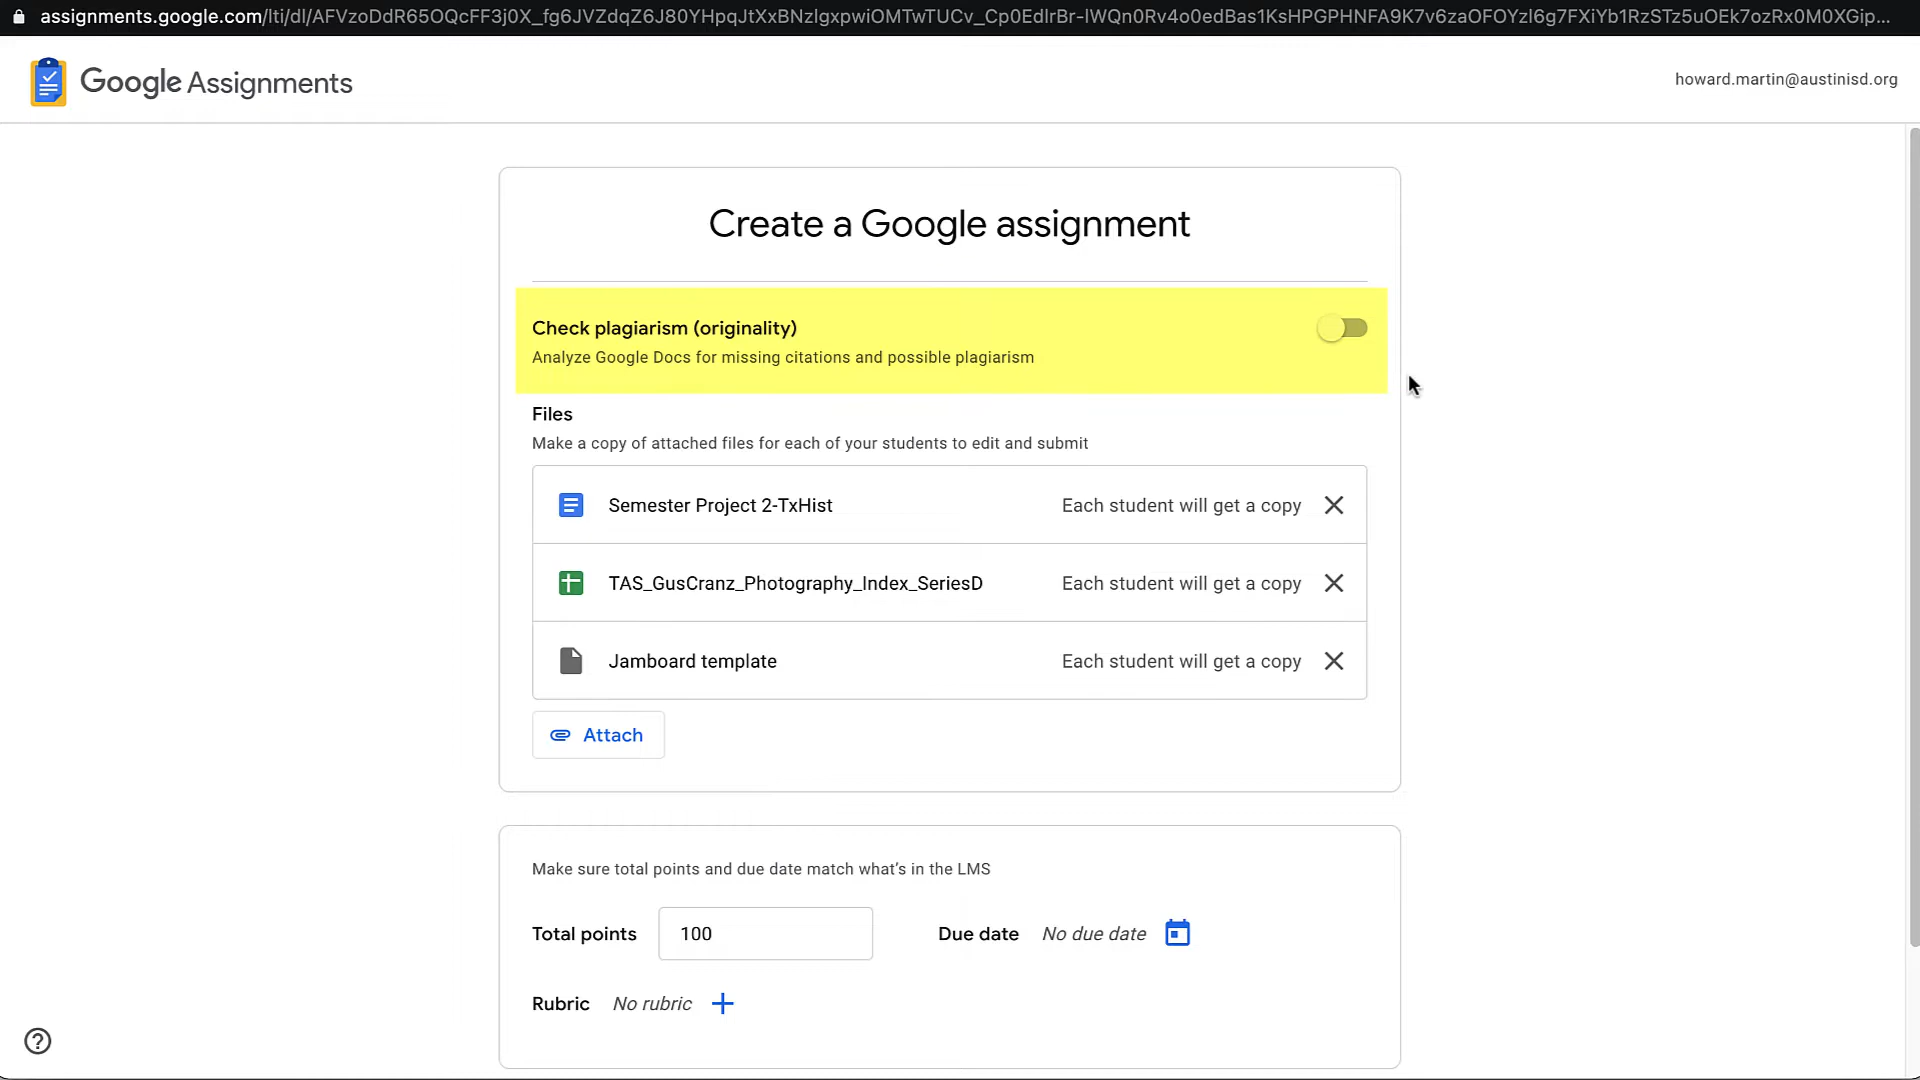 assignments.google.com/lti/dl/AFVzoDdR65OQcFF3j0X_fg6JVZdqZ6J80YHpqJtXxBNzlgxpwiOMTwTUCv_Cp0EdIrBr-IWQn0Rv4o0edBas1KsHPGPHNFA9K7v6zaOFOYzl6g7FXiYb1RzSTz5uOEk7ozRx0M0XGip...
Google Assignments
howard.martin@austinisd.org
Create a Google assignment
Check plagiarism (originality)
Analyze Google Docs for missing citations and possible plagiarism
Files
Make a copy of attached files for each of your students to edit and submit
Semester Project 2-TxHist Each student will get a copy
TAS_GusCranz_Photography_Index_SeriesD Each student will get a copy
Jamboard template Each student will get a copy
Attach
Make sure total points and due date match what's in the LMS
Total points 100 Due date No due date
Rubric No rubric